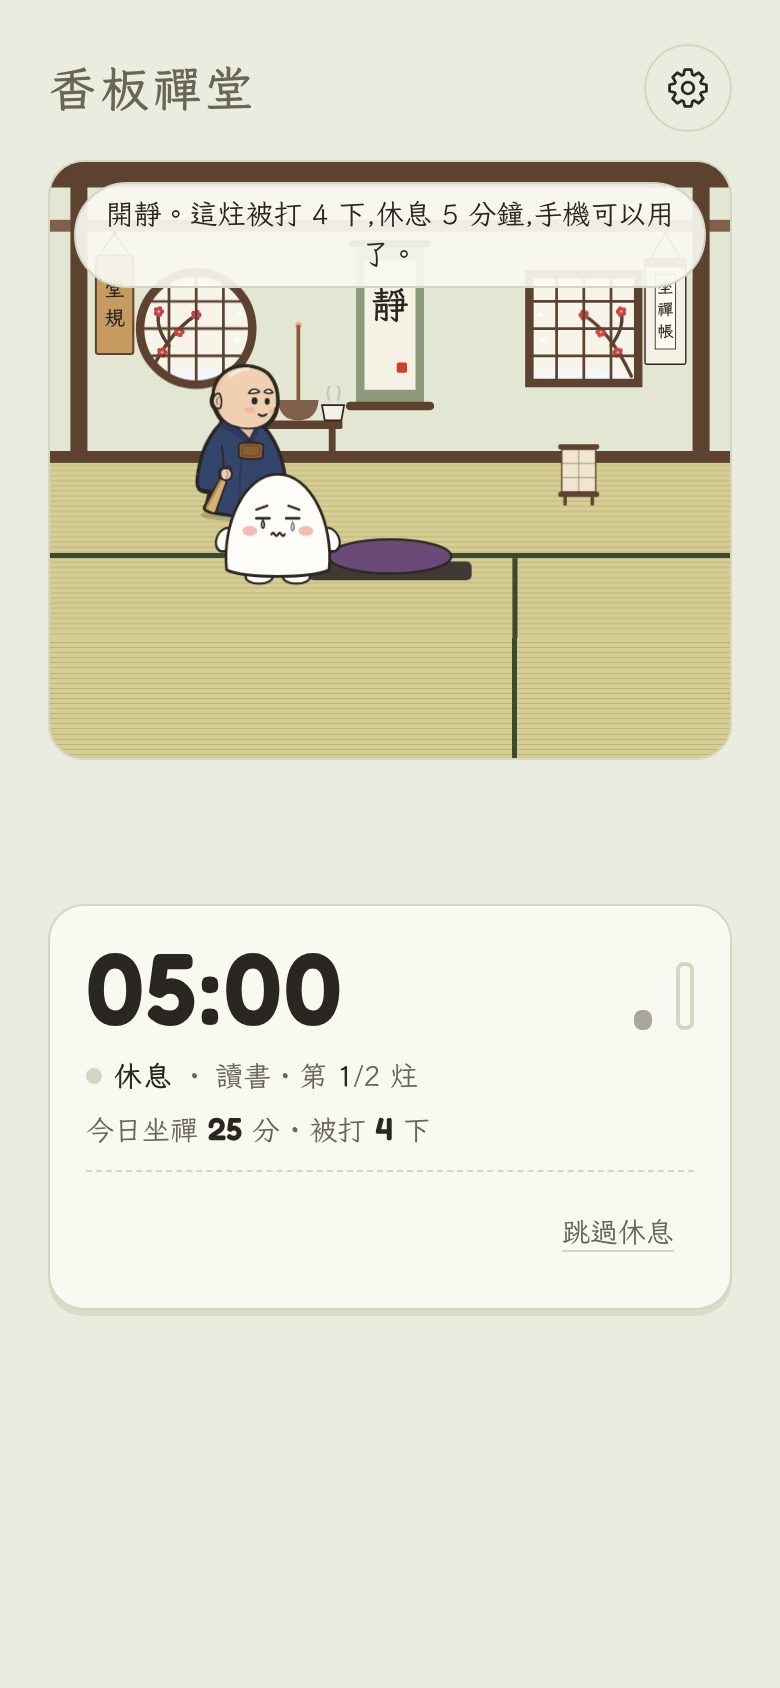 香板禪堂
開靜。這炷被打 4 下,休息 5 分鐘,手機可以用
了。
堂規
靜
坐禪帳
05:00
休息 · 讀書·第 1/2 炷
今日坐禪 25 分·被打 4 下
跳過休息